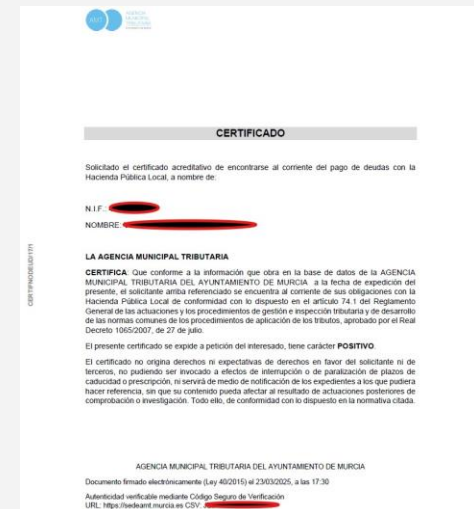 AMT
AGENCIA
MUNICIPAL
TRIBUTARIA
CERTIFICADO
Solicitado el certificado acreditativo de encontrarse al corriente del pago de deudas con la
Hacienda Pública Local, a nombre de:
N.I.F.:
NOMBRE:
LA AGENCIA MUNICIPAL TRIBUTARIA
CERTIFICA: Que conforme a la información que obra en la base de datos de la AGENCIA
MUNICIPAL TRIBUTARIA DEL AYUNTAMIENTO DE MURCIA a la fecha de expedición del
presente, el solicitante arriba referenciado se encuentra al corriente de sus obligaciones con la
Hacienda Pública Local de conformidad con lo dispuesto en el artículo 74.1 del Reglamento
General de las actuaciones y los procedimientos de gestión e inspección tributaria y de desarrollo
de las normas comunes de los procedimientos de aplicación de los tributos, aprobado por el Real
Decreto 1065/2007, de 27 de julio.
El presente certificado se expide a petición del interesado, tiene carácter POSITIVO.
El certificado no origina derechos ni expectativas de derechos en favor del solicitante ni de
terceros, no pudiendo ser invocado a efectos de interrupción o de paralización de plazos de
caducidad o prescripción, ni servirá de medio de notificación de los expedientes a los que pudiera
hacer referencia, sin que su contenido pueda afectar al resultado de actuaciones posteriores de
comprobación o investigación. Todo ello, de conformidad con lo dispuesto en la normativa citada.
AGENCIA MUNICIPAL TRIBUTARIA DEL AYUNTAMIENTO DE MURCIA
Documento firmado electrónicamente (Ley 40/2015) el 23/03/2025, a las 17:30
Autenticidad verificable mediante Código Seguro de Verificación
URL: https://sedeamt.murcia.es CSV: